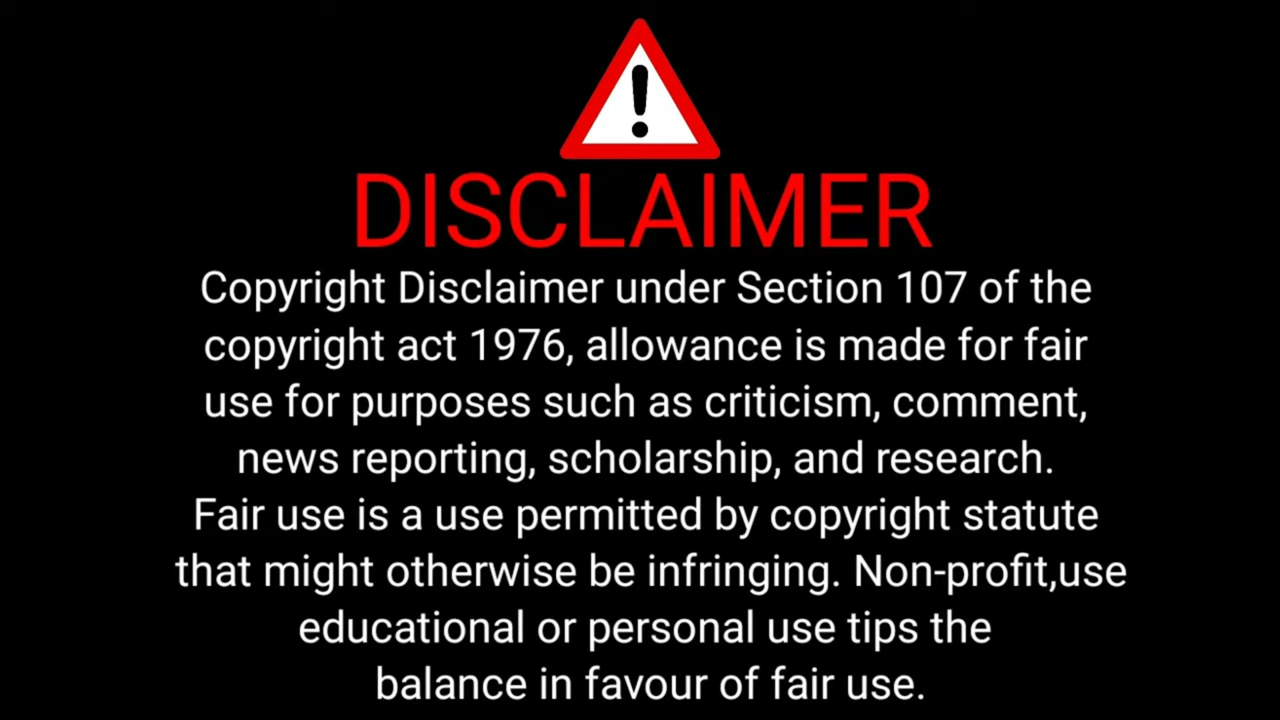 DISCLAIMER
Copyright Disclaimer under Section 107 of the
copyright act 1976, allowance is made for fair
use for purposes such as criticism, comment,
news reporting, scholarship, and research.
Fair use is a use permitted by copyright statute
that might otherwise be infringing. Non-profit,use
educational or personal use tips the
balance in favour of fair use.